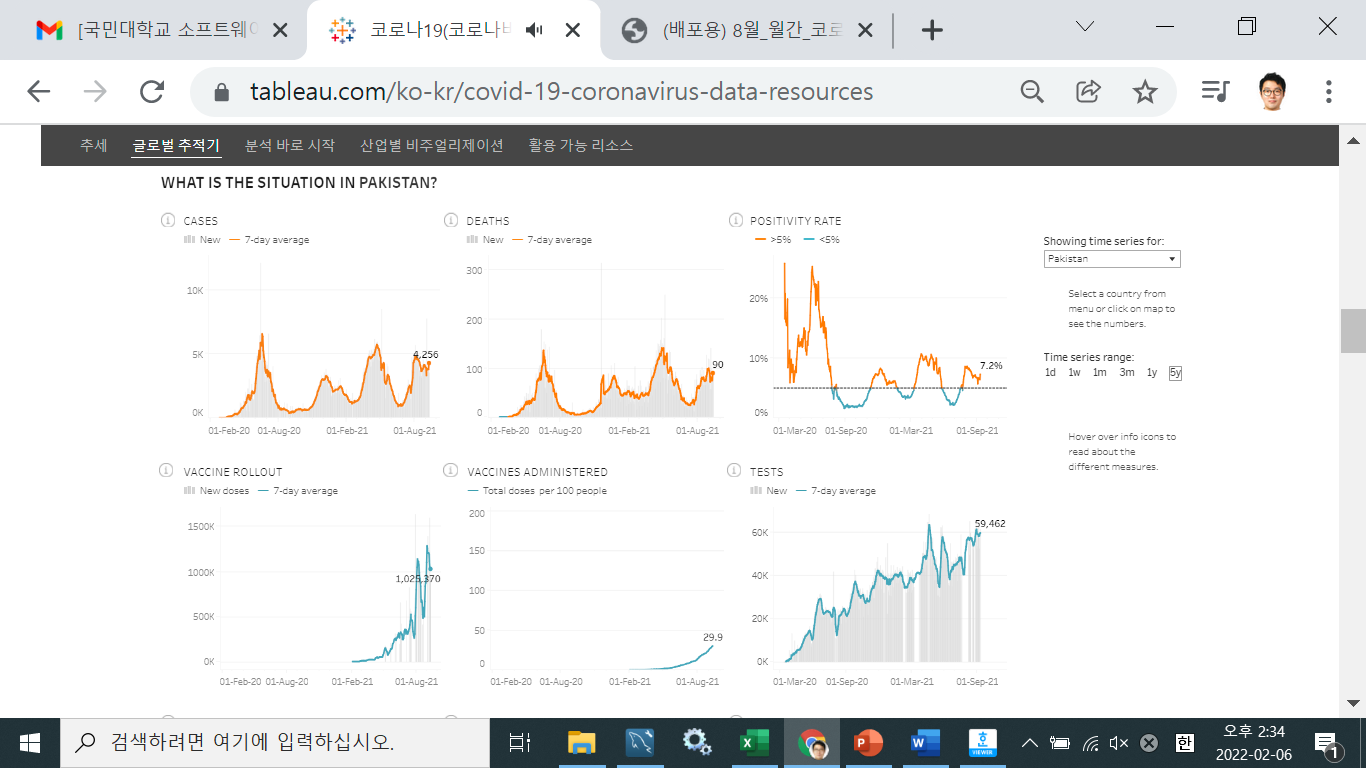 [국민대학교 소프트웨어
코로나19(코로나바
(배포용) 8월_월간_코로
tableau.com/ko-kr/covid-19-coronavirus-data-resources
추세 글로벌 추적기 분석 바로 시작 산업별 비주얼리제이션 활용 가능 리소스
WHAT IS THE SITUATION IN PAKISTAN?
CASES
New 7-day average
10K
5K
0K
4,256
01-Feb-20 01-Aug-20 01-Feb-21 01-Aug-21
DEATHS
New 7-day average
300
200
100
0
90
01-Feb-20 01-Aug-20 01-Feb-21 01-Aug-21
POSITIVITY RATE
>5% <5%
20%
10%
0%
7.2%
01-Mar-20 01-Sep-20 01-Mar-21 01-Sep-21
Showing time series for:
Pakistan
Select a country from
menu or click on map to
see the numbers.
Time series range:
1d 1w 1m 3m 1y 5y
Hover over info icons to
read about the
different measures.
VACCINE ROLLOUT
New doses 7-day average
1500K
1000K
500K
0K
1,025,370
01-Feb-20 01-Aug-20 01-Feb-21 01-Aug-21
VACCINES ADMINISTERED
Total doses per 100 people
200
150
100
50
0
29.9
01-Feb-20 01-Aug-20 01-Feb-21 01-Aug-21
TESTS
New 7-day average
60K
40K
20K
0K
59,462
01-Mar-20 01-Sep-20 01-Mar-21 01-Sep-21
검색하려면 여기에 입력하십시오.
X
P
W
훈
VIEWER
한
오후 2:34
2022-02-06
1